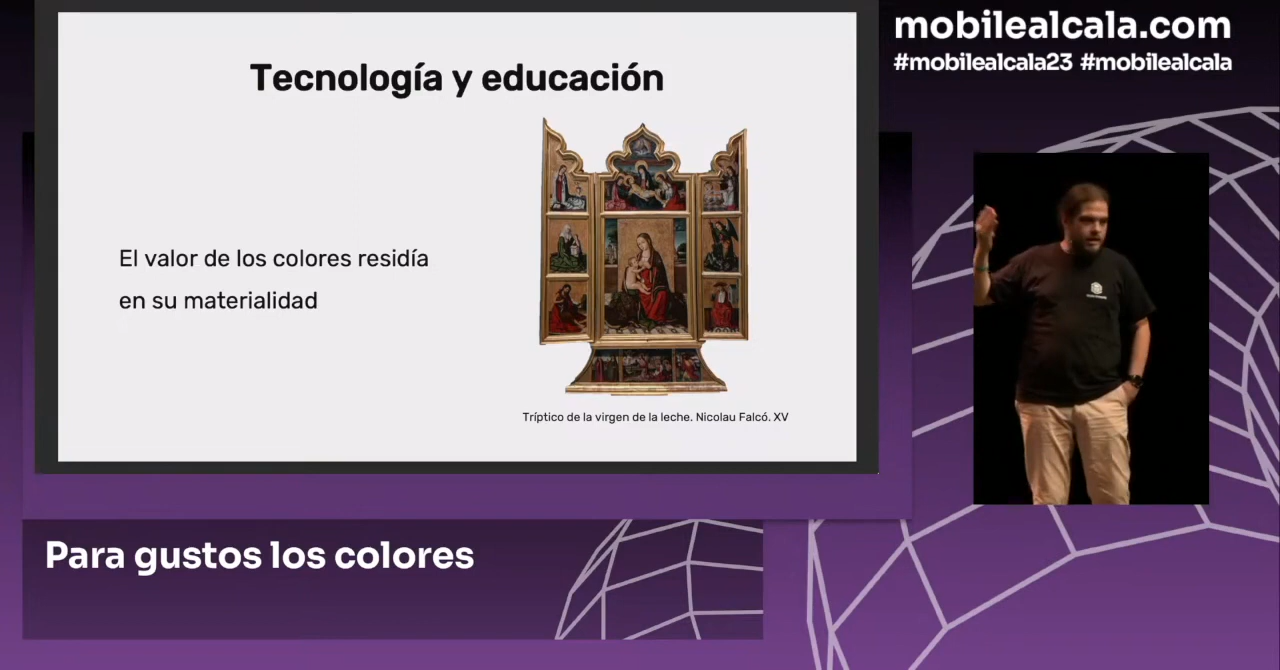 Tecnología y educación
El valor de los colores residía
en su materialidad
Tríptico de la virgen de la leche. Nicolau Falcó. XV
mobilealcala.com
#mobilealcala23 #mobilealcala
Para gustos los colores